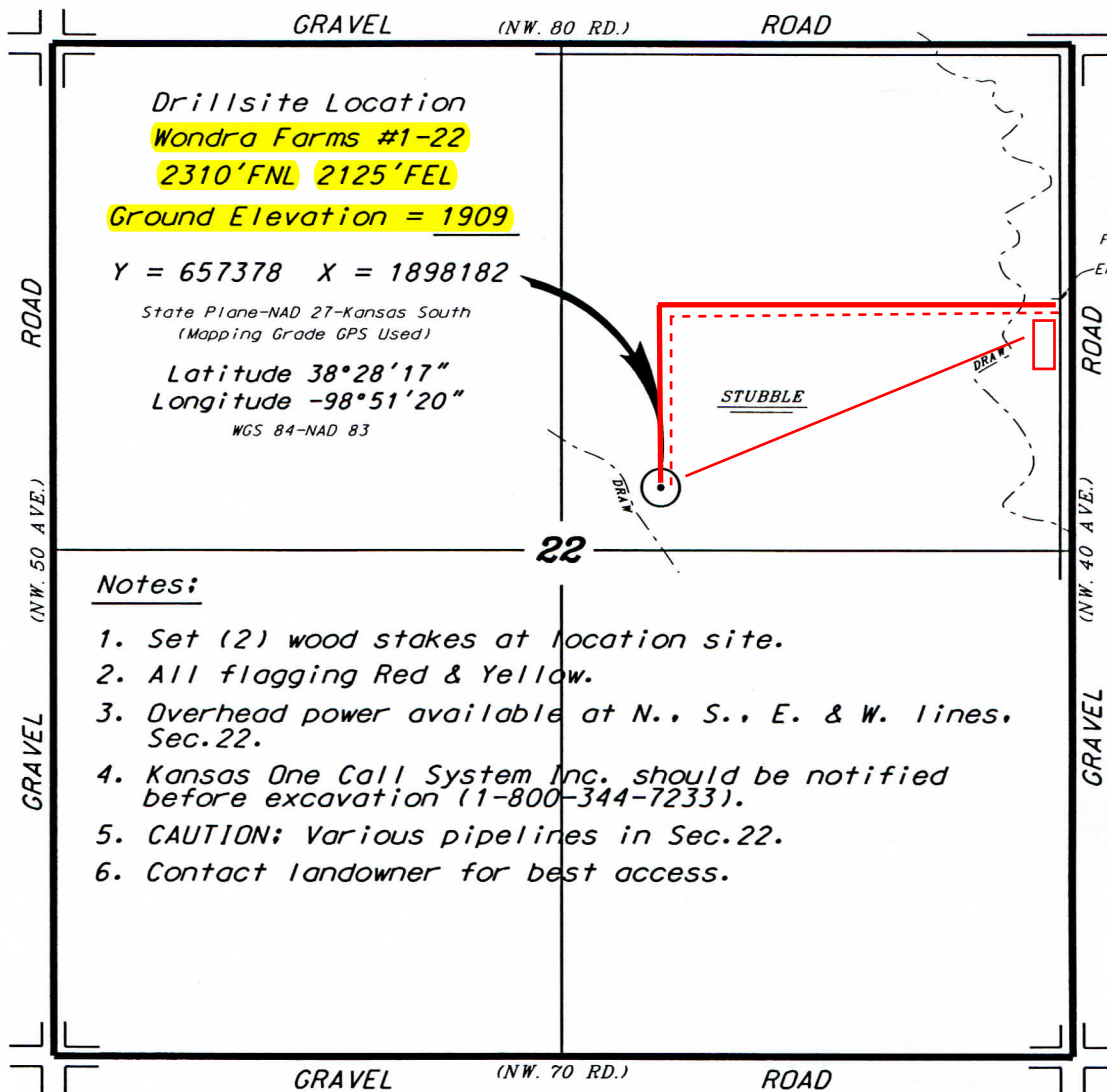 GRAVEL (NW. 80 RD.) ROAD
Drillsite Location
Wondra Farms #1-22
2310'FNL 2125'FEL
Ground Elevation = 1909
Y = 657378 X = 1898182
State Plane-NAD 27-Kansas South
(Mapping Grade GPS Used)
Latitude 38°28'17"
Longitude -98°51'20"
WGS 84-NAD 83
ROAD
(NW. 50 AVE.)
GRAVEL
STUBBLE
DRAW
DRAW
ROAD
(NW. 40 AVE.)
GRAVEL
22
Notes:
1. Set (2) wood stakes at location site.
2. All flagging Red & Yellow.
3. Overhead power available at N., S., E. & W. lines,
Sec.22.
4. Kansas One Call System Inc. should be notified
before excavation (1-800-344-7233).
5. CAUTION: Various pipelines in Sec.22.
6. Contact landowner for best access.
GRAVEL (NW. 70 RD.) ROAD